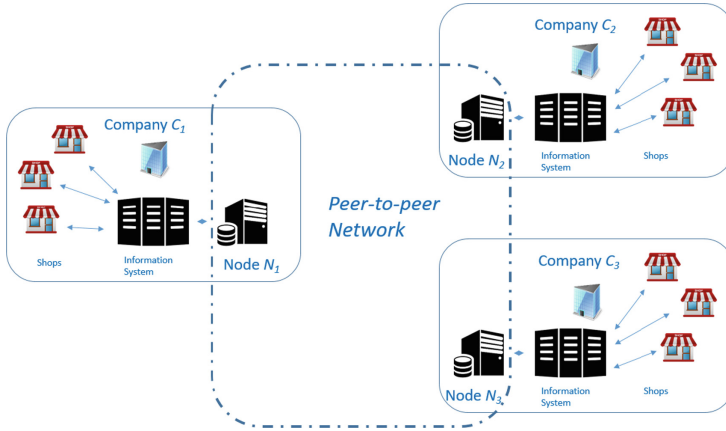 Company C1
Shops
Information
System
Node N1
Peer-to-peer
Network
Company C2
Node N2
Information
System
Shops
Company C3
Node N3
Information
System
Shops